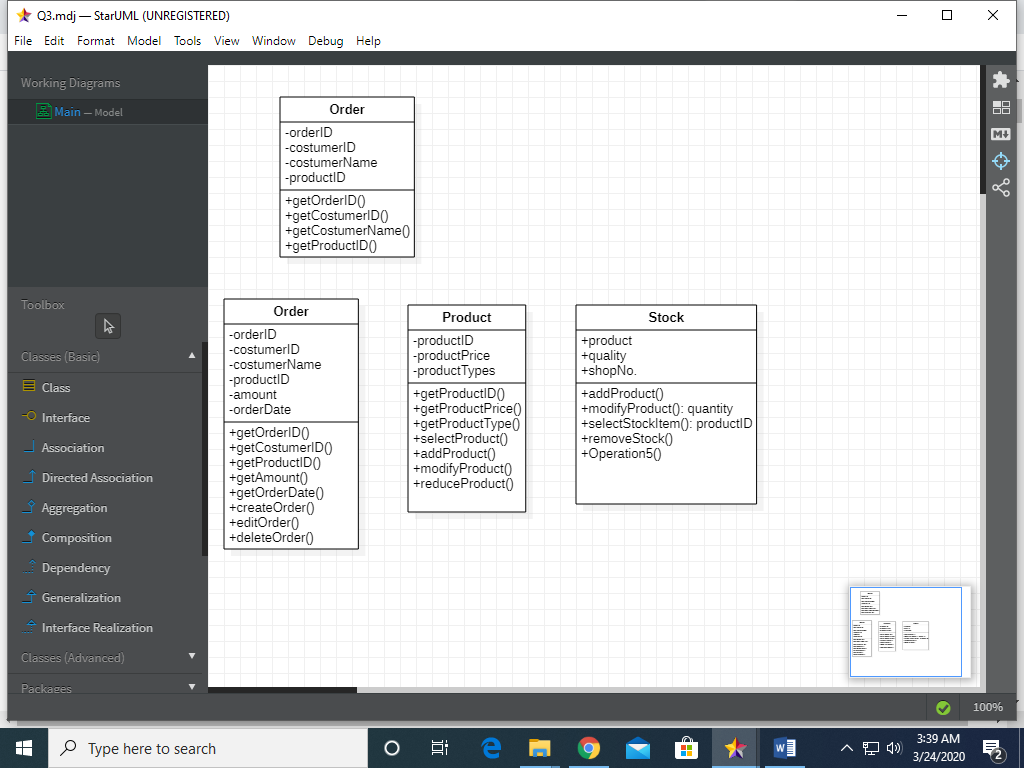 Q3.mdj — StarUML (UNREGISTERED)
File Edit Format Model Tools View Window Debug Help
Working Diagrams
Main — Model
Toolbox
Classes (Basic)
Class
Interface
Association
Directed Association
Aggregation
Composition
Dependency
Generalization
Interface Realization
Classes (Advanced)
Packages
Order
-orderID
-costumerID
-costumerName
-productID
+getOrderID()
+getCostumerID()
+getCostumerName()
+getProductID()
Order
-orderID
-costumerID
-costumerName
-productID
-amount
-orderDate
+getOrderID()
+getCostumerID()
+getProductID()
+getAmount()
+getOrderDate()
+createOrder()
+editOrder()
+deleteOrder()
Product
-productID
-productPrice
-productTypes
+getProductID()
+getProductPrice()
+getProductType()
+selectProduct()
+addProduct()
+modifyProduct()
+reduceProduct()
Stock
+product
+quality
+shopNo.
+addProduct()
+modifyProduct(): quantity
+selectStockItem(): productID
+removeStock()
+Operation5()
M
100%
Type here to search
W
3:39 AM
3/24/2020
2